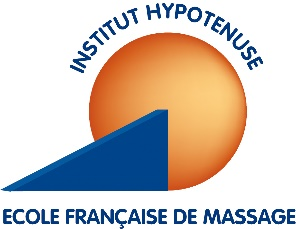 INSTITUT HYPOTENUSE
ECOLE FRANÇAISE DE MASSAGE